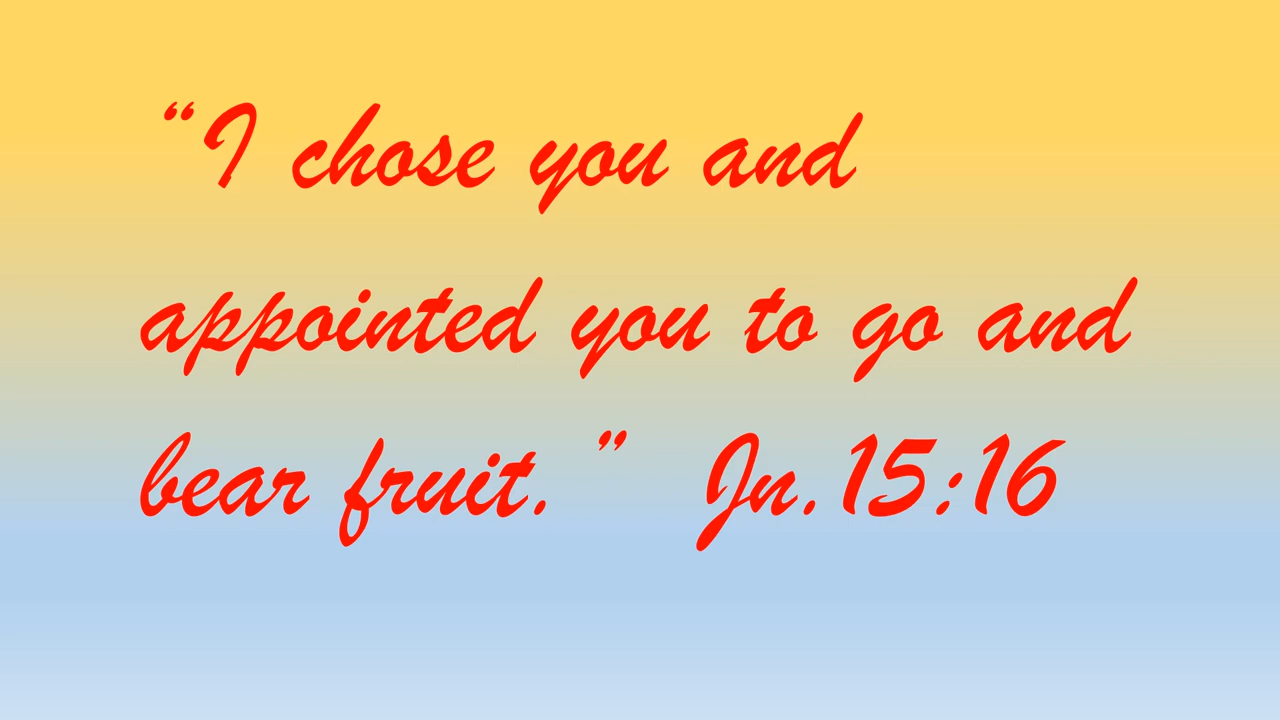 “I chose you and
appointed you to go and
bear fruit.” Jn.15:16